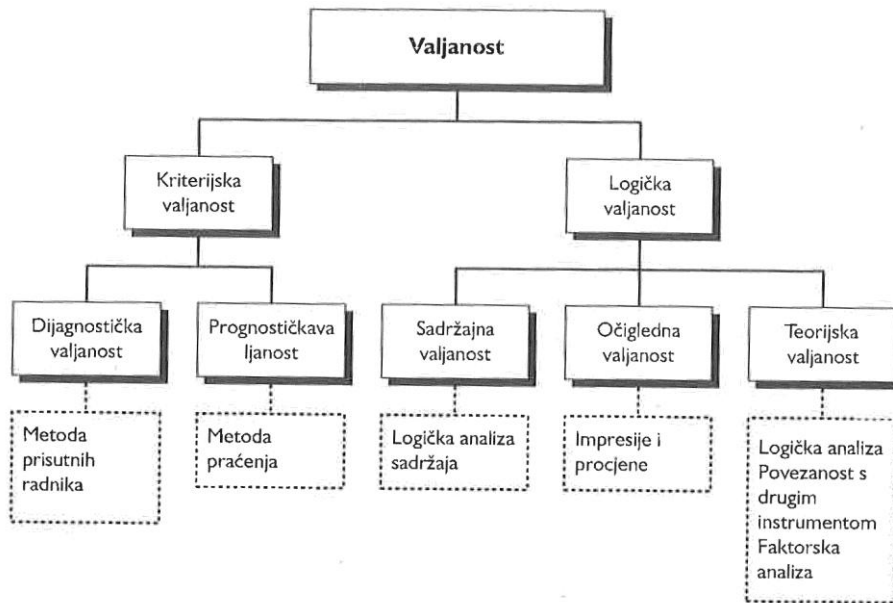 Valjanost
Kriterijska
valjanost
Logička
valjanost
Dijagnostička
valjanost
Prognostičkava
ljanost
Sadržajna
valjanost
Očigledna
valjanost
Teorijska
valjanost
Metoda
prisutnih
radnika
Metoda
praćenja
Logička analiza
sadržaja
Impresije i
procjene
Logička analiza
Povezanost s
drugim
instrumentom
Faktorska
analiza